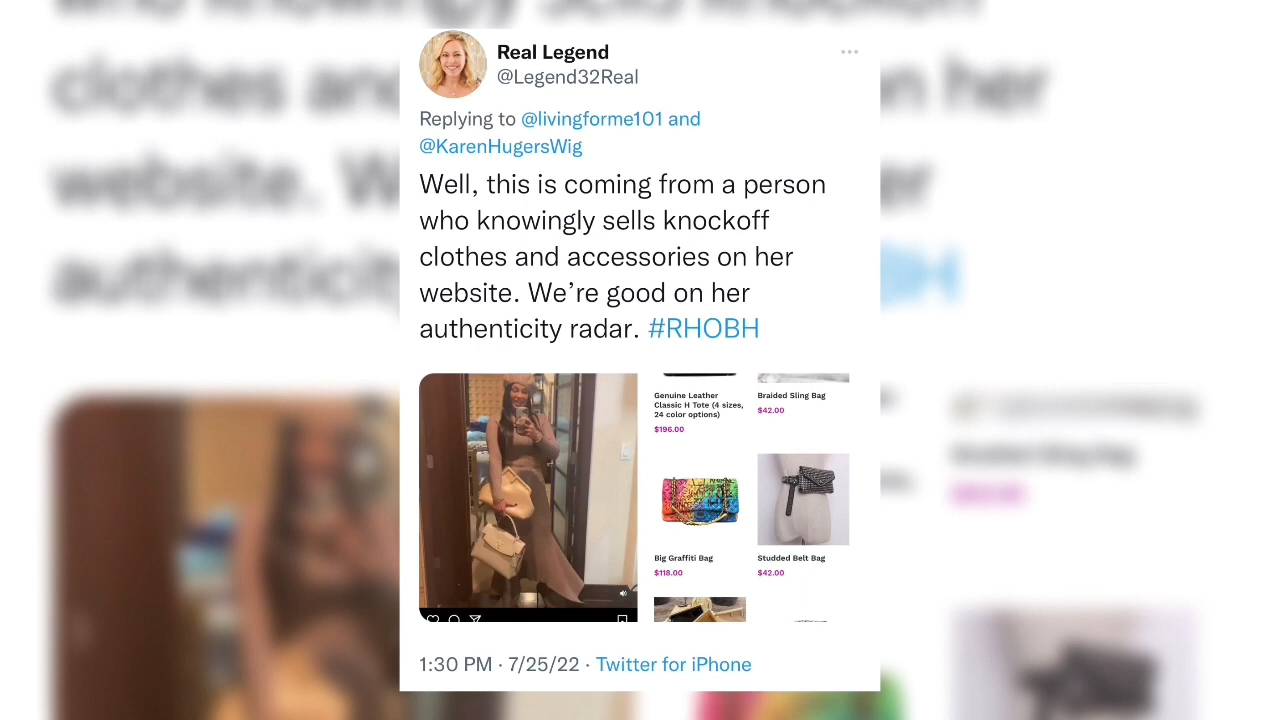 Real Legend
@Legend32Real
Replying to @livingforme101 and
@KarenHugersWig
Well, this is coming from a person
who knowingly sells knockoff
clothes and accessories on her
website. We’re good on her
authenticity radar. #RHOBH
Genuine Leather
Classic H Tote (4 sizes,
24 color options)
$196.00
Braided Sling Bag
$42.00
Big Graffiti Bag
$118.00
Studded Belt Bag
$42.00
1:30 PM · 7/25/22 · Twitter for iPhone